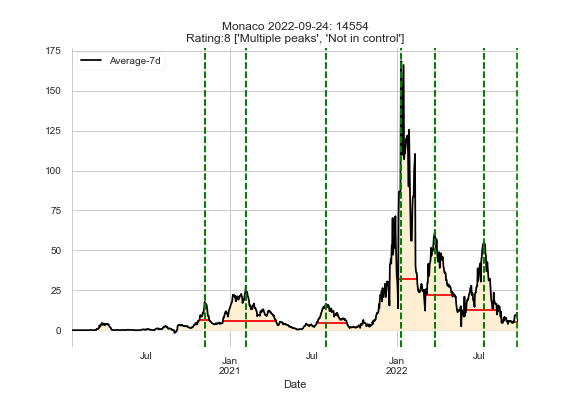 Monaco 2022-09-24: 14554
Rating:8 ['Multiple peaks', 'Not in control']
175
Average-7d
150
125
100
75
50
25
0
Jul
Jan
2021
Jul
Jan
2022
Jul
Date